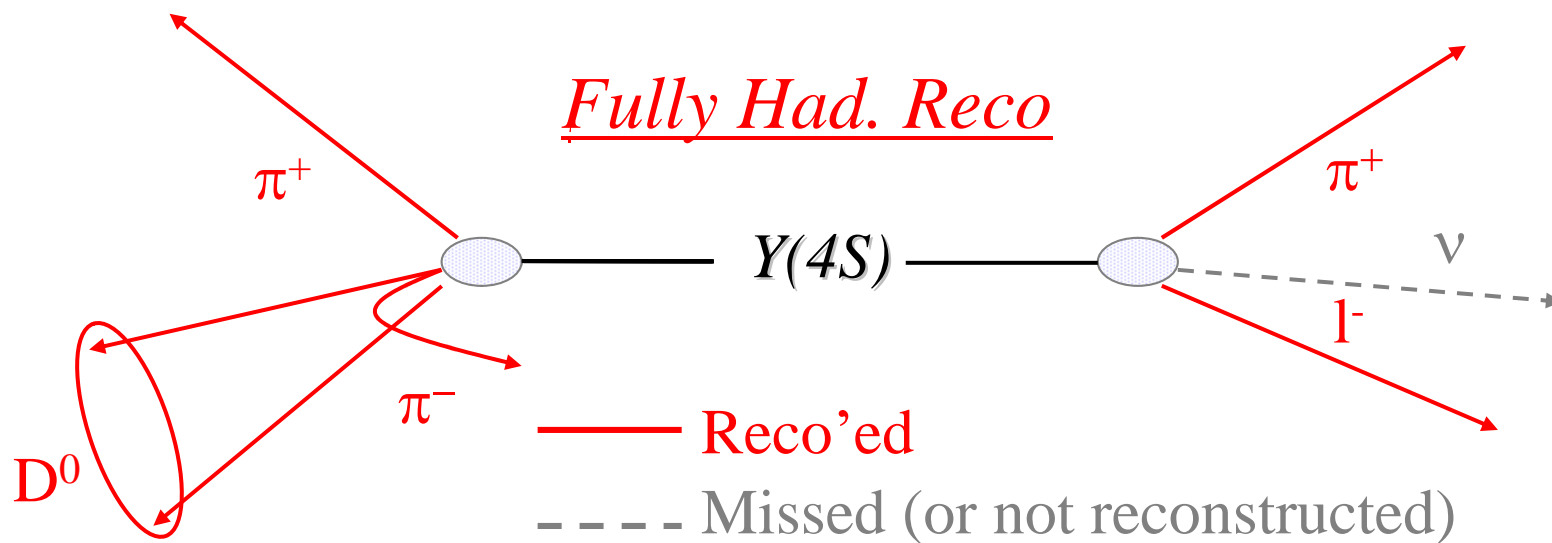 Fully Had. Reco
π⁺
π⁺
Y(4S)
ν
l⁻
π⁻
Reco’ed
D⁰
Missed (or not reconstructed)